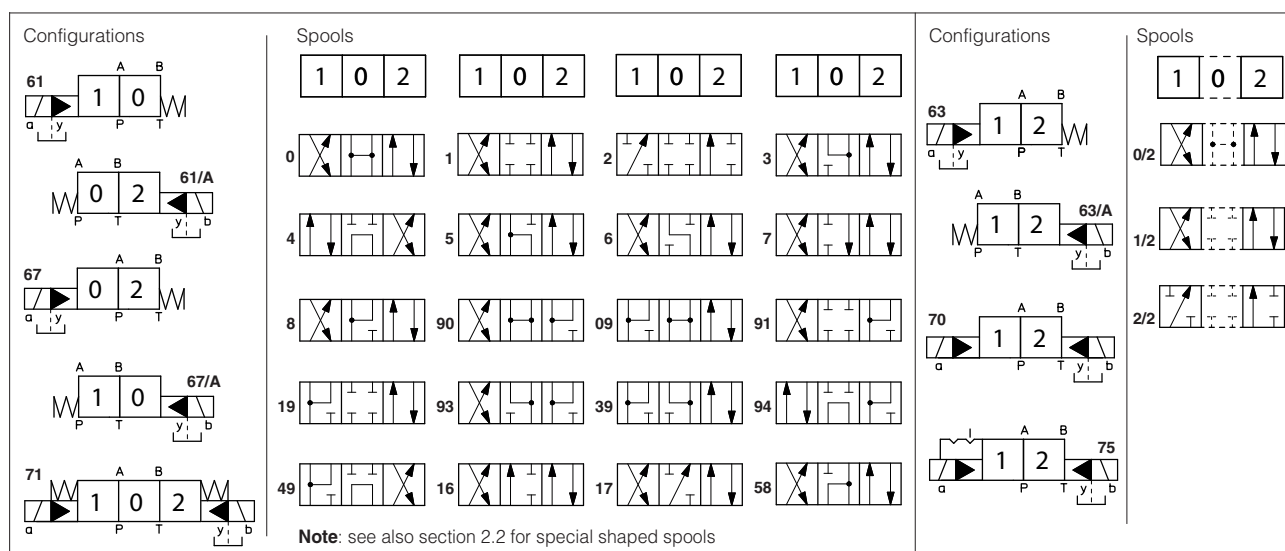 Configurations
Spools
Configurations
Spools
1 0 2
1 0 2
1 0 2
1 0 2
1 0 2
61
A B
1 0
a y P T
A B
61/A
0 2
P T y b
67
A B
0 2
a y P T
A B
67/A
1 0
P T y b
71
A B
1 0 2
a P T y b
0 1 2 3
4 5 6 7
8 90 09 91
19 93 39 94
49 16 17 58
Note: see also section 2.2 for special shaped spools
63
A B
1 2
a y P T
A B
63/A
1 2
P T y b
70
A B
1 2
a P T y b
l A B
75
1 2
a P T y b
0/2
1/2
2/2